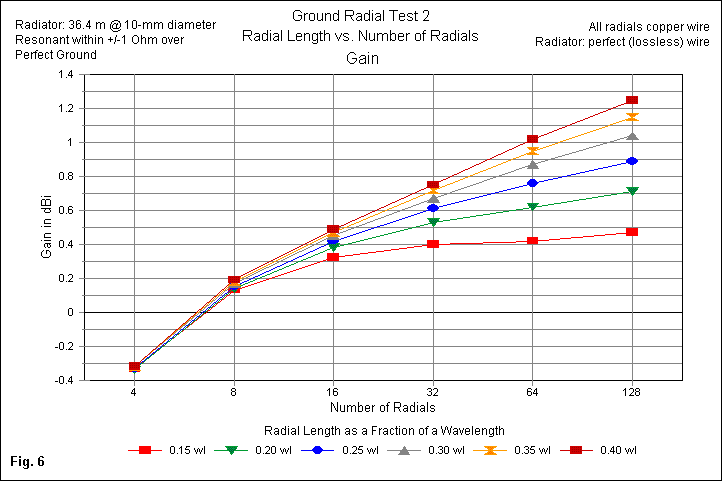 Ground Radial Test 2
Radial Length vs. Number of Radials
Gain
Radiator: 36.4 m @ 10-mm diameter
Resonant within +/-1 Ohm over
Perfect Ground
All radials copper wire
Radiator: perfect (lossless) wire
Gain in dBi
1.4
1.2
1
0.8
0.6
0.4
0.2
0
-0.2
-0.4
4 8 16 32 64 128
Number of Radials
Radial Length as a Fraction of a Wavelength
0.15 wl 0.20 wl 0.25 wl 0.30 wl 0.35 wl 0.40 wl
Fig. 6